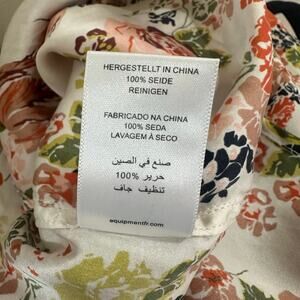 HERGESTELLT IN CHINA
100% SEIDE
REINIGEN
FABRICADO NA CHINA
100% SEDA
LAVAGEM À SECO
صنع في الصين
حرير 100%
تنظيف جاف
equipmentfr.com